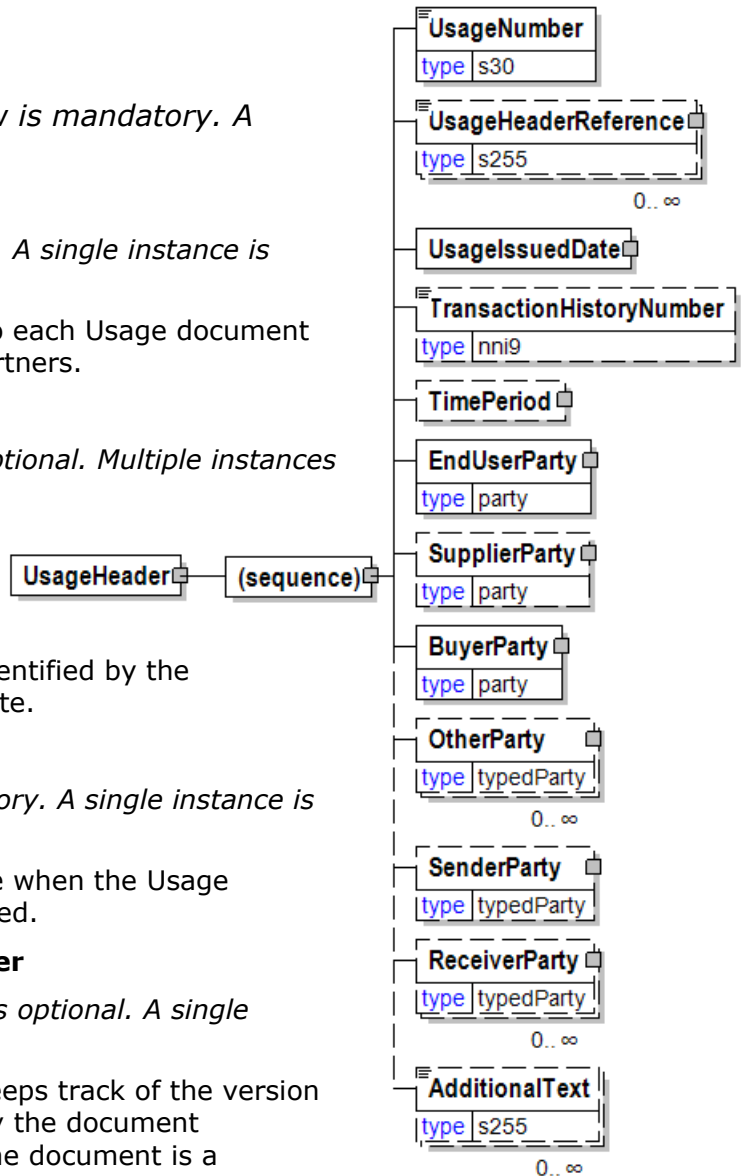 w is mandatory. A
. A single instance is
o each Usage document
rtners.
ptional. Multiple instances
entified by the
te.
ory. A single instance is
e when the Usage
ed.
er
s optional. A single
eeps track of the version
y the document
he document is a
UsageHeader
(sequence)
UsageNumber
type s30
UsageHeaderReference
type s255
0.. ∞
UsageIssuedDate
TransactionHistoryNumber
type nni9
TimePeriod
EndUserParty
type party
SupplierParty
type party
BuyerParty
type party
OtherParty
type typedParty
0.. ∞
SenderParty
type typedParty
ReceiverParty
type typedParty
0.. ∞
AdditionalText
type s255
0.. ∞